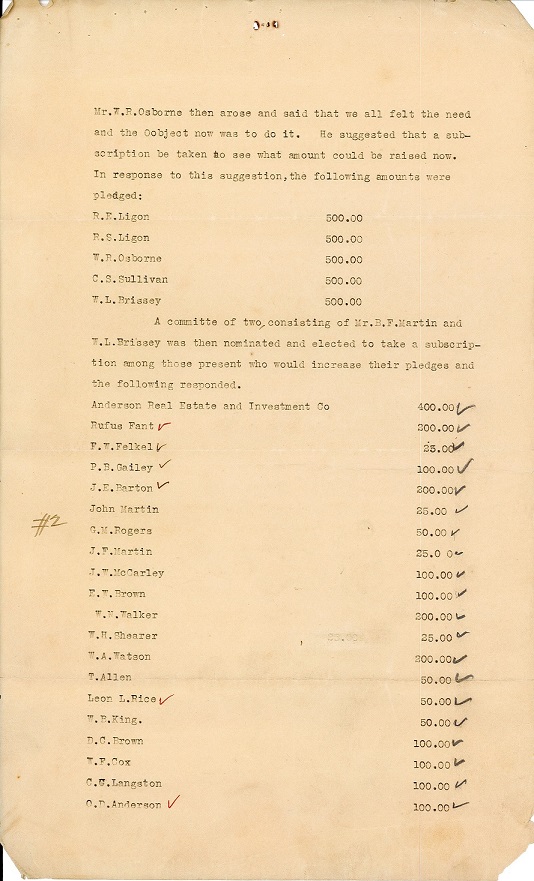 Mr.W.R.Osborne then arose and said that we all felt the need
and the Oobject now was to do it. He suggested that a sub-
scription be taken to see what amount could be raised now.
In response to this suggestion,the following amounts were
pledged:
R.E.Ligon 500.00
R.S.Ligon 500.00
W.R.Osborne 500.00
C.S.Sullivan 500.00
W.L.Brissey 500.00
A committe of two, consisting of Mr.B.F.Martin and
W.L.Brissey was then nominated and elected to take a subscrip-
tion among those present who would increase their pledges and
the following responded.
Anderson Real Estate and Investment Co 400.00 ✓
Rufus Fant ✓ 200.00 ✓
F.W.Felkel ✓ 25.00 ✓
P.B.Gailey ✓ 100.00 ✓
J.E.Barton ✓ 200.00 ✓
John Martin 25.00 ✓
#2
G.M.Rogers 50.00 ✓
J.F.Martin 25.0 0 ✓
J.W.McCarley 100.00 ✓
E.W.Brown 100.00 ✓
W.N.Walker 200.00 ✓
W.H.Shearer 25.00 ✓
W.A.Watson 200.00 ✓
T.Allen 50.00 ✓
Leon L.Rice ✓ 50.00 ✓
W.B.King. 50.00 ✓
D.C.Brown 100.00 ✓
W.F.Cox 100.00 ✓
Langston 100.00 ✓
O.D.Anderson ✓ 100.00 ✓